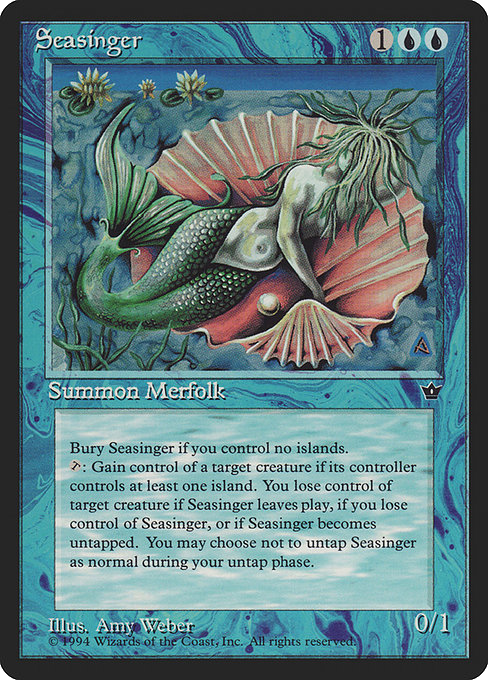 Seasinger 1
Summon Merfolk
Bury Seasinger if you control no islands.
: Gain control of a target creature if its controller
controls at least one island. You lose control of
target creature if Seasinger leaves play, if you lose
control of Seasinger, or if Seasinger becomes
untapped. You may choose not to untap Seasinger
as normal during your untap phase.
Illus. Amy Weber 0/1
© 1994 Wizards of the Coast, Inc. All rights reserved.